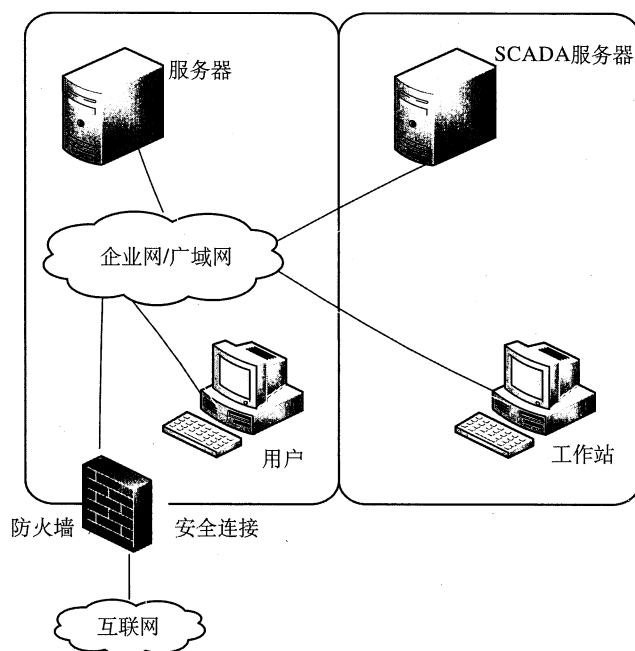 服务器
SCADA服务器
企业网/广域网
用户
工作站
防火墙
安全连接
互联网